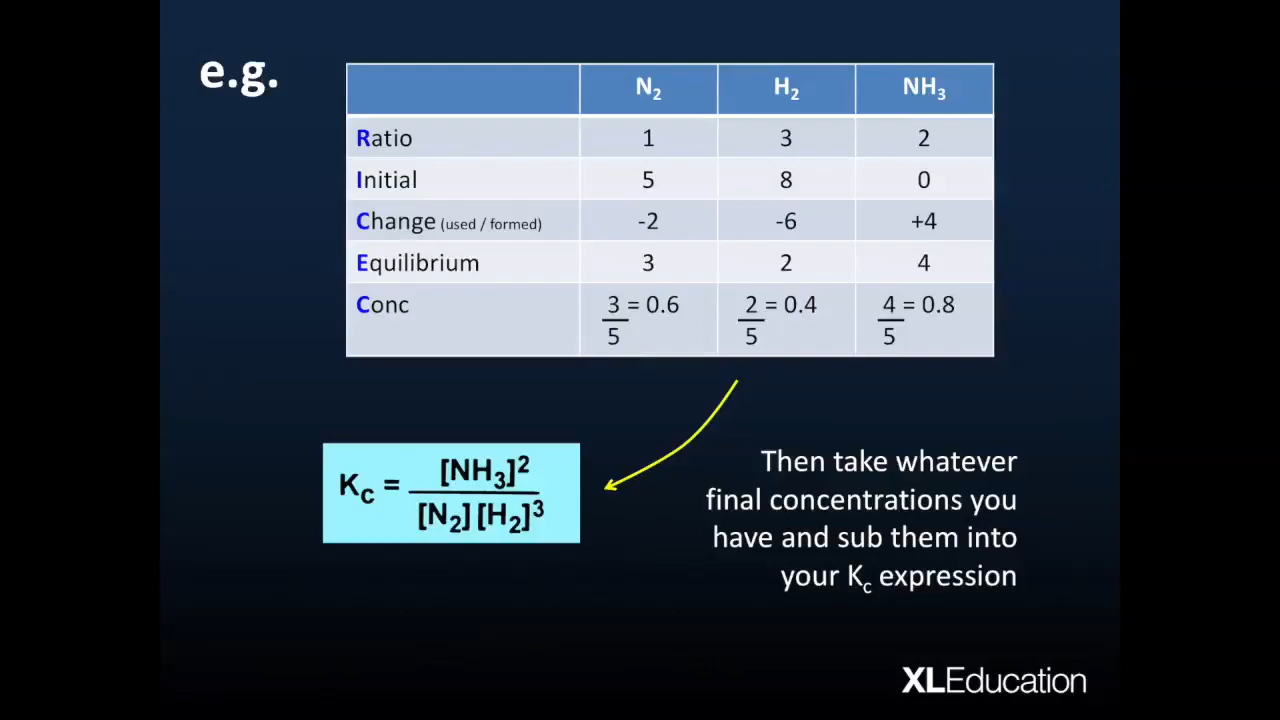 e.g.
N₂ H₂ NH₃
Ratio 1 3 2
Initial 5 8 0
Change (used / formed) -2 -6 +4
Equilibrium 3 2 4
Conc 3 = 0.6 2 = 0.4 4 = 0.8
5 5 5
Kc = [NH₃]²
[N₂] [H₂]³
Then take whatever
final concentrations you
have and sub them into
your Kc expression
XLEducation